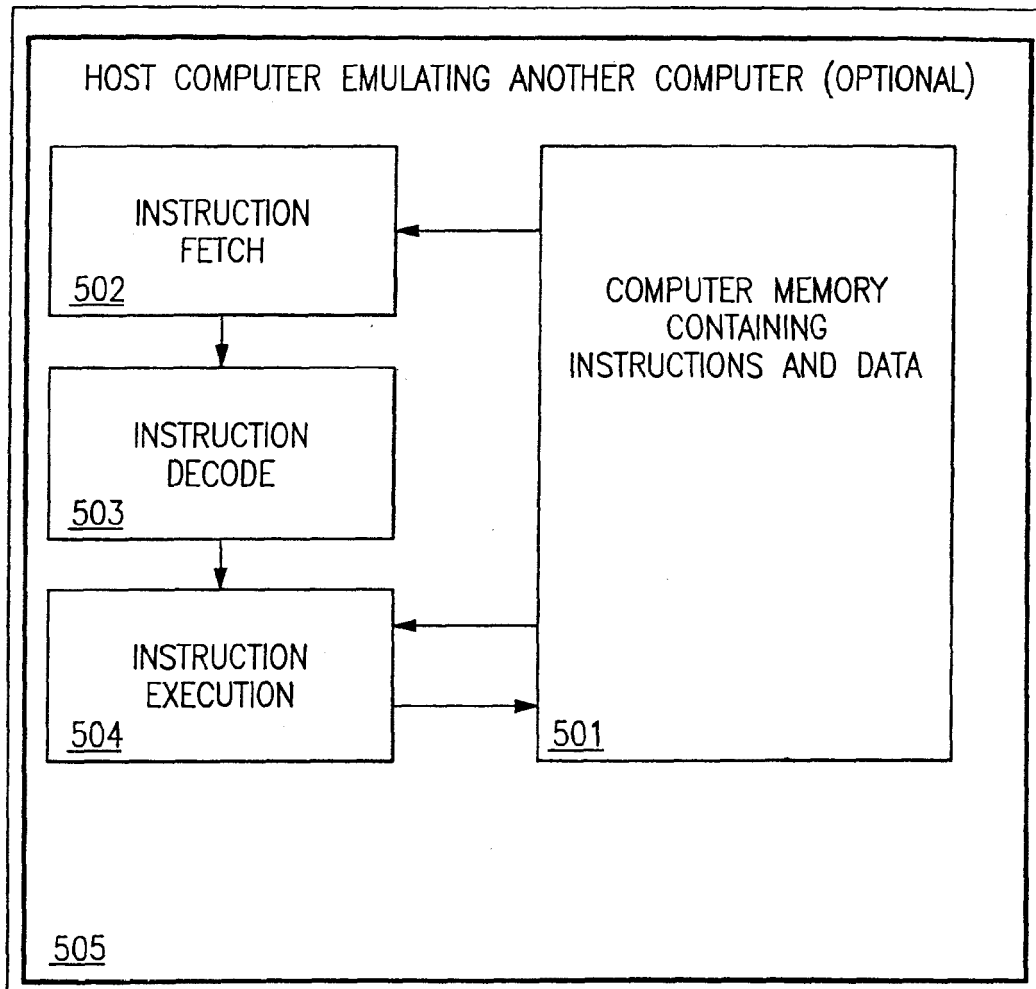 HOST COMPUTER EMULATING ANOTHER COMPUTER (OPTIONAL)
INSTRUCTION
FETCH
502
INSTRUCTION
DECODE
503
INSTRUCTION
EXECUTION
504
COMPUTER MEMORY
CONTAINING
INSTRUCTIONS AND DATA
501
505